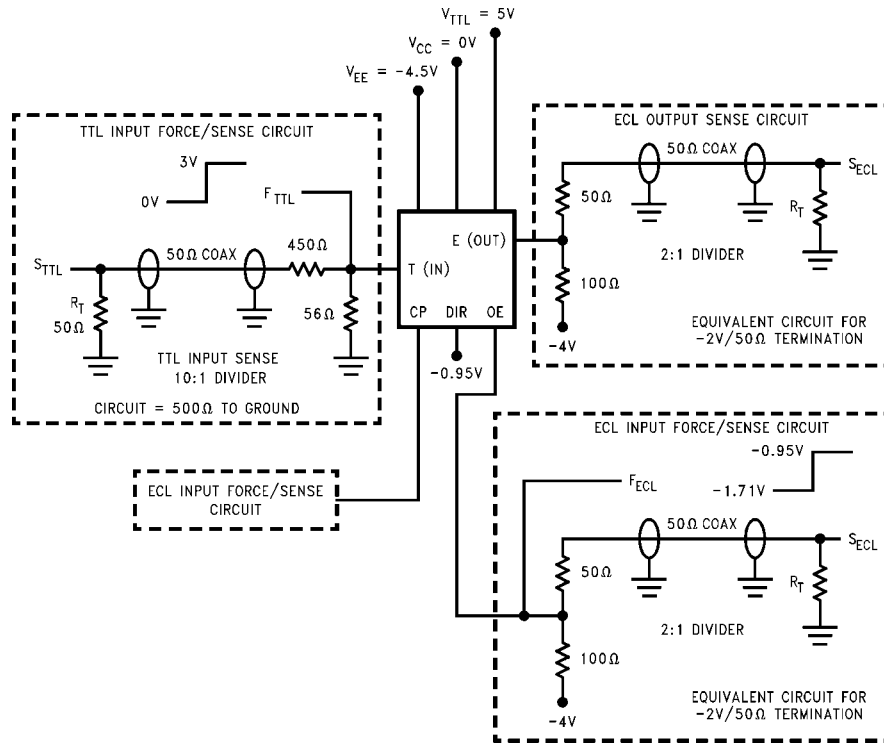 V_TTL = 5V
V_CC = 0V
V_EE = -4.5V
TTL INPUT FORCE/SENSE CIRCUIT
3V
0V
F_TTL
S_TTL
50Ω COAX
450Ω
R_T
50Ω
56Ω
TTL INPUT SENSE
10:1 DIVIDER
CIRCUIT = 500Ω TO GROUND
E (OUT)
T (IN)
CP DIR OE
-0.95V
ECL OUTPUT SENSE CIRCUIT
50Ω COAX
S_ECL
50Ω
R_T
2:1 DIVIDER
100Ω
-4V
EQUIVALENT CIRCUIT FOR
-2V/50Ω TERMINATION
ECL INPUT FORCE/SENSE
CIRCUIT
ECL INPUT FORCE/SENSE CIRCUIT
-0.95V
-1.71V
F_ECL
50Ω COAX
S_ECL
50Ω
R_T
2:1 DIVIDER
100Ω
-4V
EQUIVALENT CIRCUIT FOR
-2V/50Ω TERMINATION